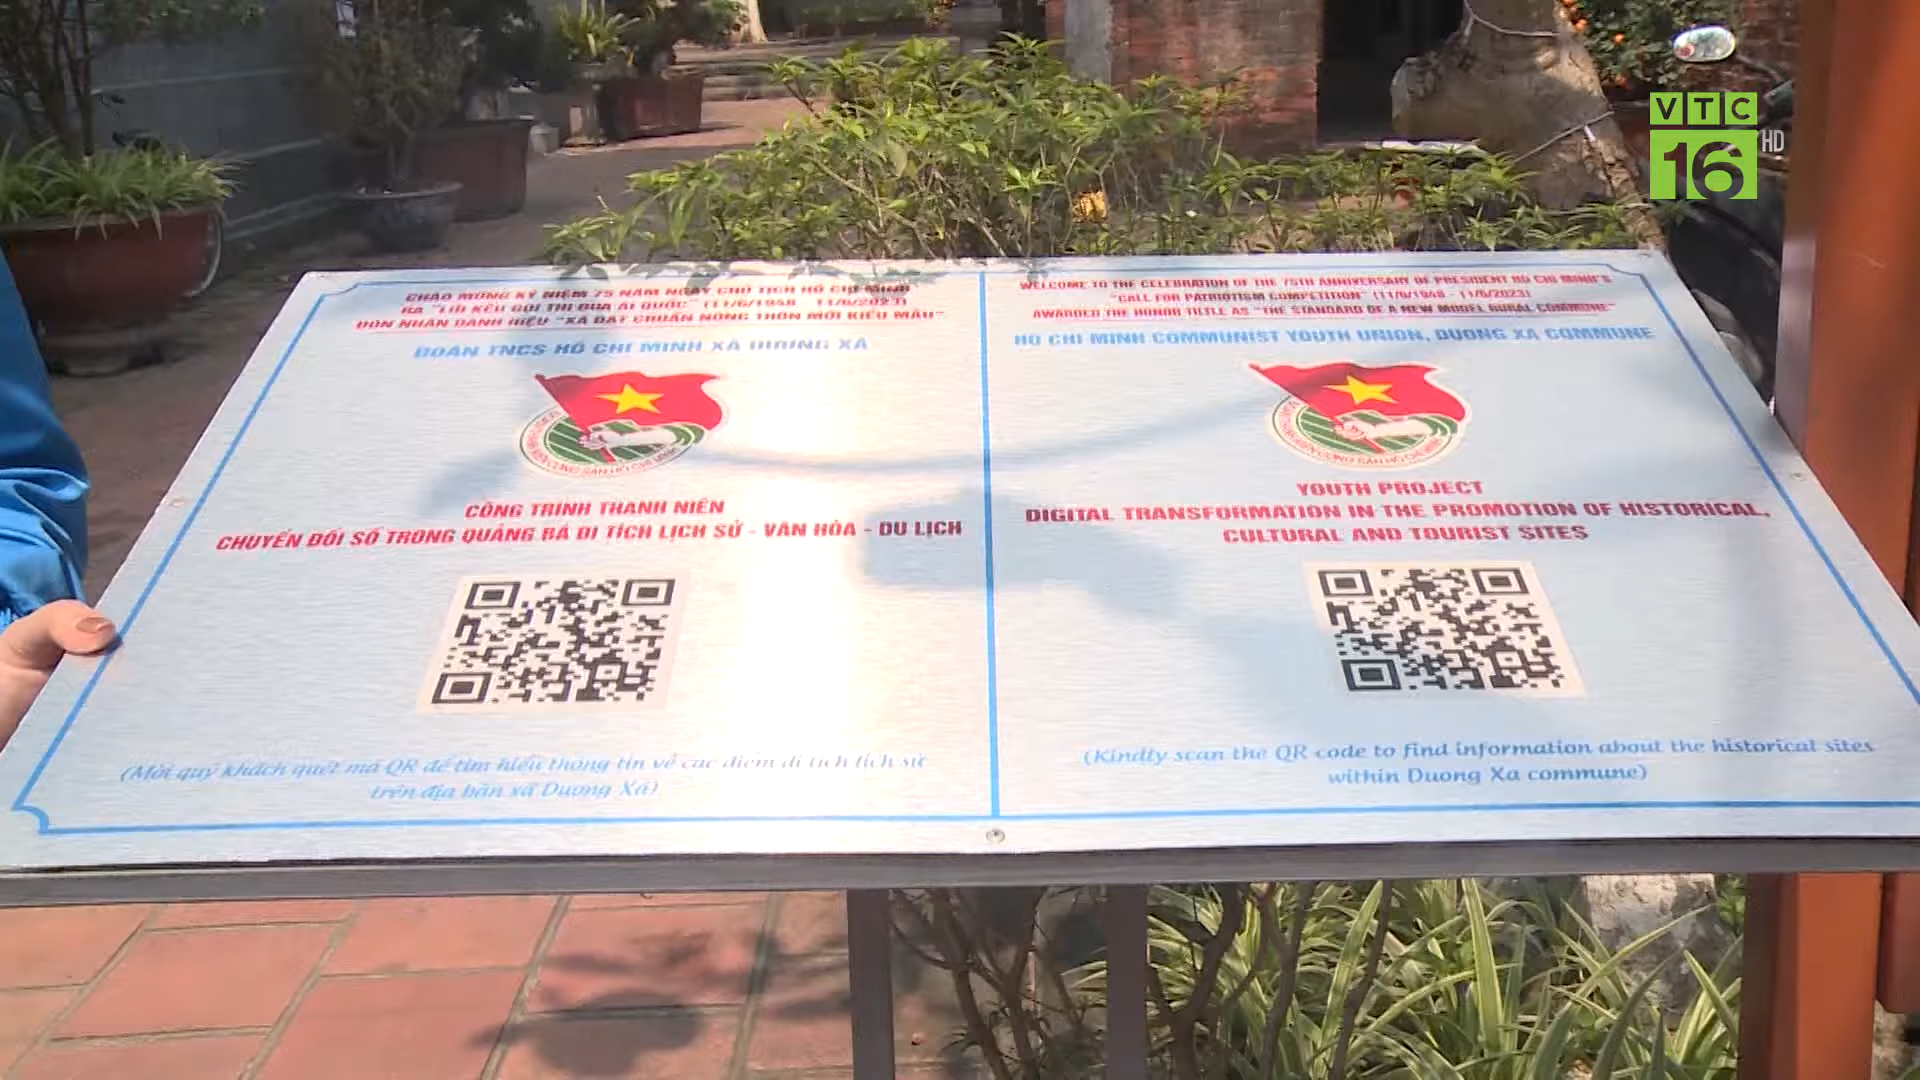 VTC
16 HD
CHÀO MỪNG KỶ NIỆM 75 NĂM NGÀY CHỦ TỊCH HỒ CHÍ MINH
RA "LỜI KÊU GỌI THI ĐUA ÁI QUỐC" (11/6/1948 - 11/6/2023)
ĐÓN NHẬN DANH HIỆU "XÃ ĐẠT CHUẨN NÔNG THÔN MỚI KIỂU MẪU"
ĐOÀN TNCS HỒ CHÍ MINH XÃ DƯƠNG XÁ
CÔNG TRÌNH THANH NIÊN
CHUYỂN ĐỔI SỐ TRONG QUẢNG BÁ DI TÍCH LỊCH SỬ - VĂN HÓA - DU LỊCH
(Mời quý khách quét mã QR để tìm hiểu thông tin về các điểm di tích lịch sử
trên địa bàn xã Dương Xá)
WELCOME TO THE CELEBRATION OF THE 75TH ANNIVERSARY OF PRESIDENT HO CHI MINH'S
"CALL FOR PATRIOTISM COMPETITION" (11/6/1948 - 11/6/2023)
AWARDED THE HONOR TILTLE AS "THE STANDARD OF A NEW MODEL RURAL COMMUNE"
HO CHI MINH COMMUNIST YOUTH UNION, DUONG XA COMMUNE
YOUTH PROJECT
DIGITAL TRANSFORMATION IN THE PROMOTION OF HISTORICAL,
CULTURAL AND TOURIST SITES
(Kindly scan the QR code to find information about the historical sites
within Duong Xa commune)